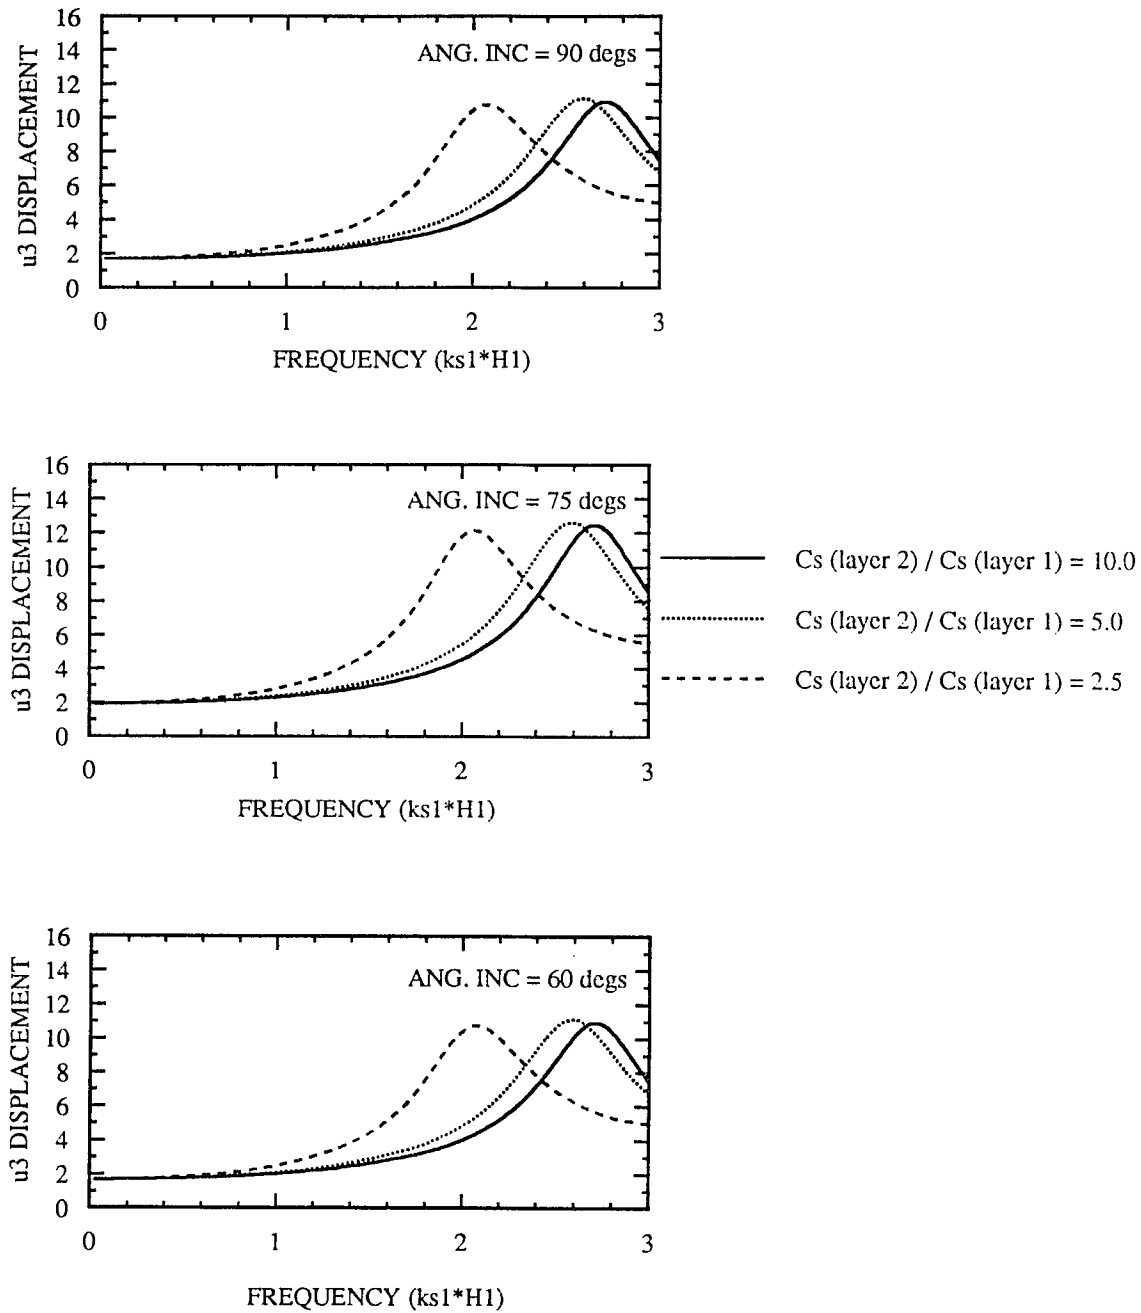 16
14
12
10
8
6
4
2
0
u3 DISPLACEMENT
ANG. INC = 90 degs
0 1 2 3
FREQUENCY (ks1*H1)
16
14
12
10
8
6
4
2
0
u3 DISPLACEMENT
ANG. INC = 75 degs
0 1 2 3
FREQUENCY (ks1*H1)
Cs (layer 2) / Cs (layer 1) = 10.0
Cs (layer 2) / Cs (layer 1) = 5.0
Cs (layer 2) / Cs (layer 1) = 2.5
16
14
12
10
8
6
4
2
0
u3 DISPLACEMENT
ANG. INC = 60 degs
0 1 2 3
FREQUENCY (ks1*H1)